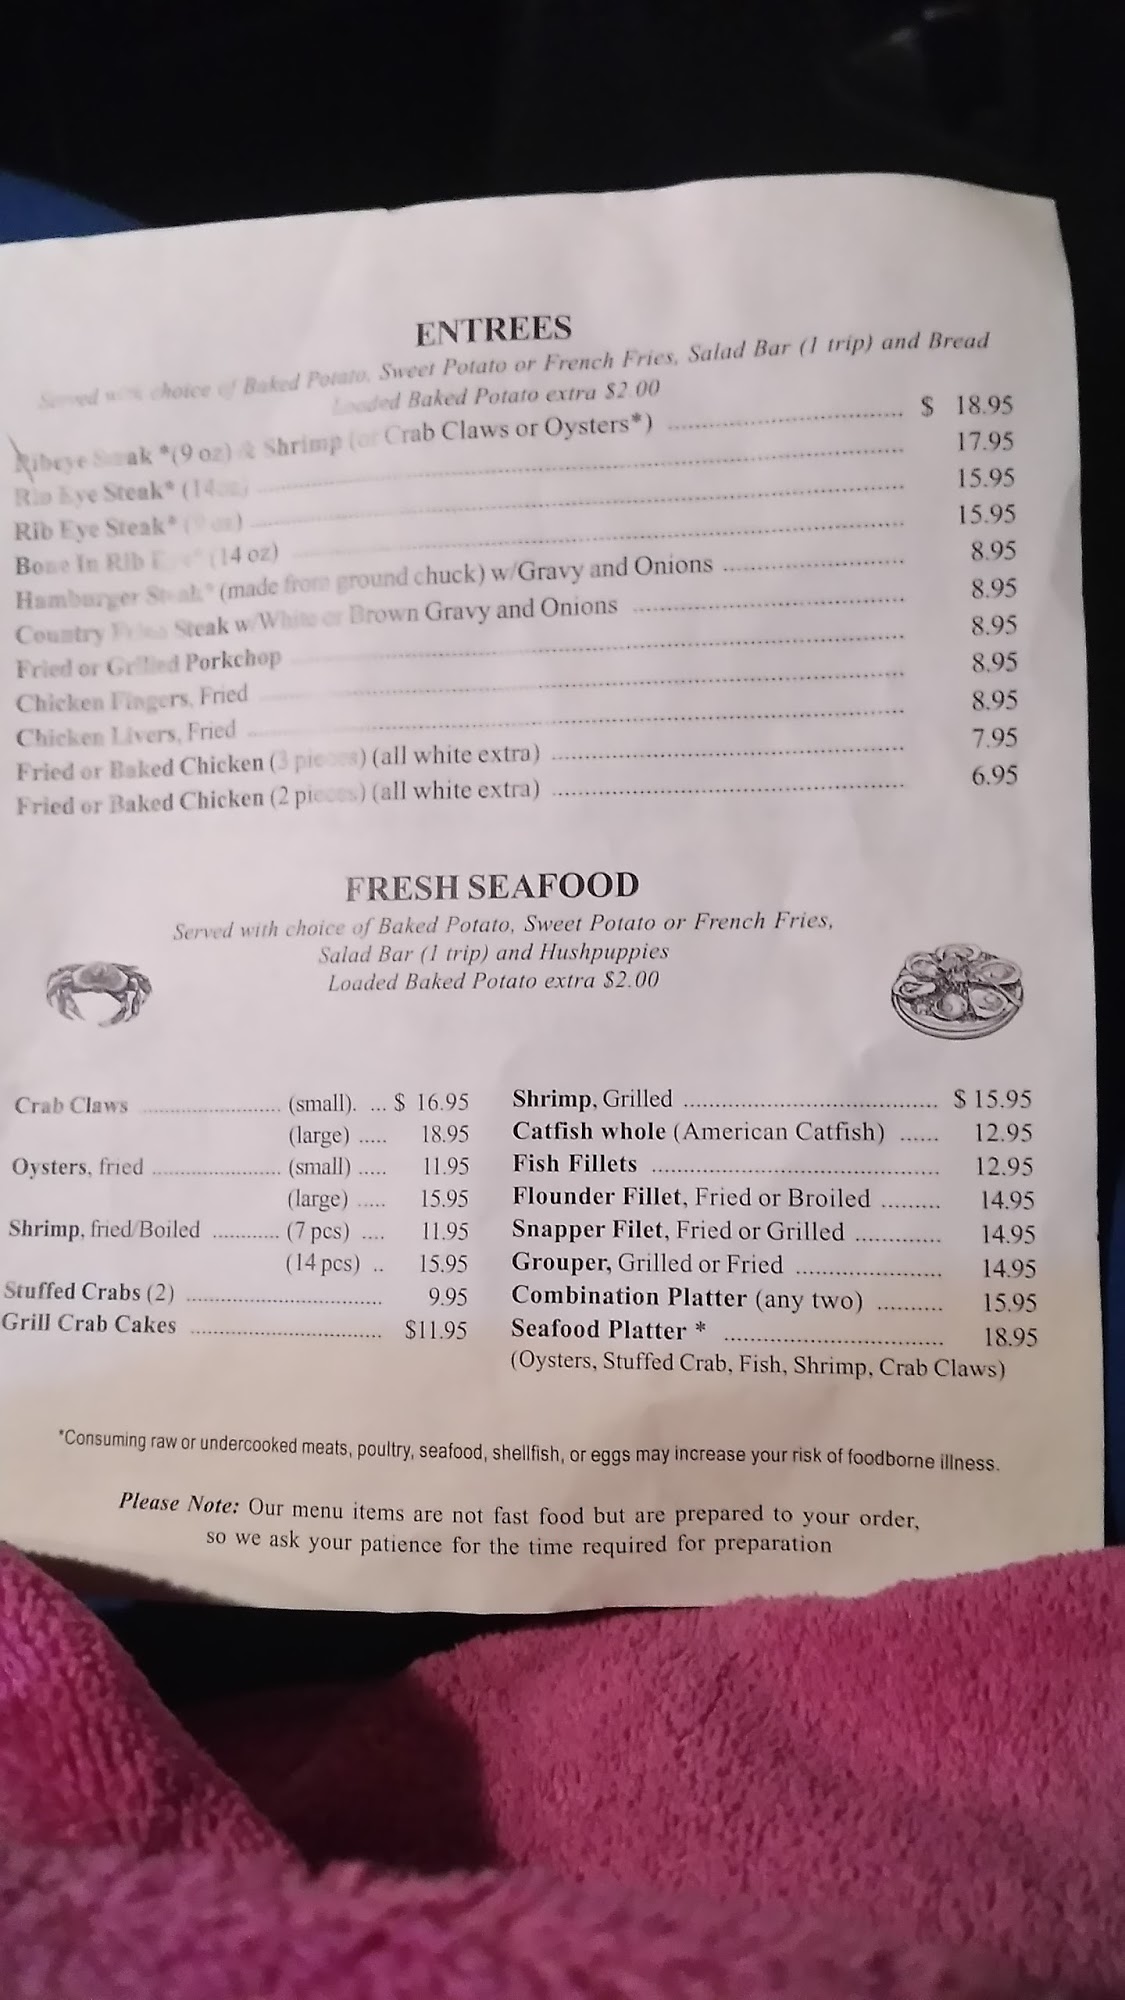 ENTREES
Served with choice of Baked Potato, Sweet Potato or French Fries, Salad Bar (1 trip) and Bread
Loaded Baked Potato extra $2.00
Ribeye Steak *(9 oz) & Shrimp (or Crab Claws or Oysters*) $ 18.95
Rib Eye Steak* (14 oz) 17.95
Rib Eye Steak* (9 oz) 15.95
Bone In Rib Eye* (14 oz) 15.95
Hamburger Steak* (made from ground chuck) w/Gravy and Onions 8.95
Country Fried Steak w/White or Brown Gravy and Onions 8.95
Fried or Grilled Porkchop 8.95
Chicken Fingers, Fried 8.95
Chicken Livers, Fried 8.95
Fried or Baked Chicken (3 pieces) (all white extra) 7.95
Fried or Baked Chicken (2 pieces) (all white extra) 6.95
FRESH SEAFOOD
Served with choice of Baked Potato, Sweet Potato or French Fries,
Salad Bar (1 trip) and Hushpuppies
Loaded Baked Potato extra $2.00
Crab Claws (small). ... $ 16.95
(large) ..... 18.95
Oysters, fried (small) ..... 11.95
(large) ..... 15.95
Shrimp, fried/Boiled (7 pcs) .... 11.95
(14 pcs) .. 15.95
Stuffed Crabs (2) 9.95
Grill Crab Cakes $11.95
Shrimp, Grilled $ 15.95
Catfish whole (American Catfish) ...... 12.95
Fish Fillets 12.95
Flounder Fillet, Fried or Broiled 14.95
Snapper Filet, Fried or Grilled 14.95
Grouper, Grilled or Fried 14.95
Combination Platter (any two) 15.95
Seafood Platter * 18.95
(Oysters, Stuffed Crab, Fish, Shrimp, Crab Claws)
*Consuming raw or undercooked meats, poultry, seafood, shellfish, or eggs may increase your risk of foodborne illness.
Please Note: Our menu items are not fast food but are prepared to your order,
so we ask your patience for the time required for preparation